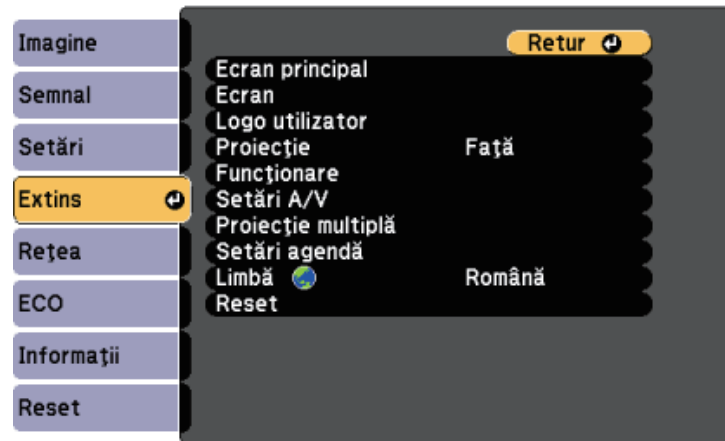 Imagine
Semnal
Setări
Extins
Rețea
ECO
Informații
Reset
Retur
Ecran principal
Ecran
Logo utilizator
Proiecție Față
Funcționare
Setări A/V
Proiecție multiplă
Setări agendă
Limbă Română
Reset